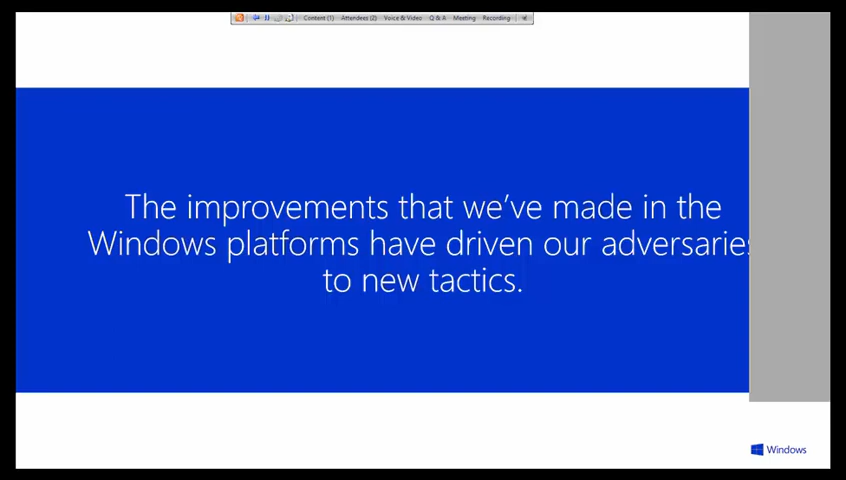 Content (1) Attendees (2) Voice & Video Q & A Meeting Recording
The improvements that we've made in the
Windows platforms have driven our adversaries
to new tactics.
Windows